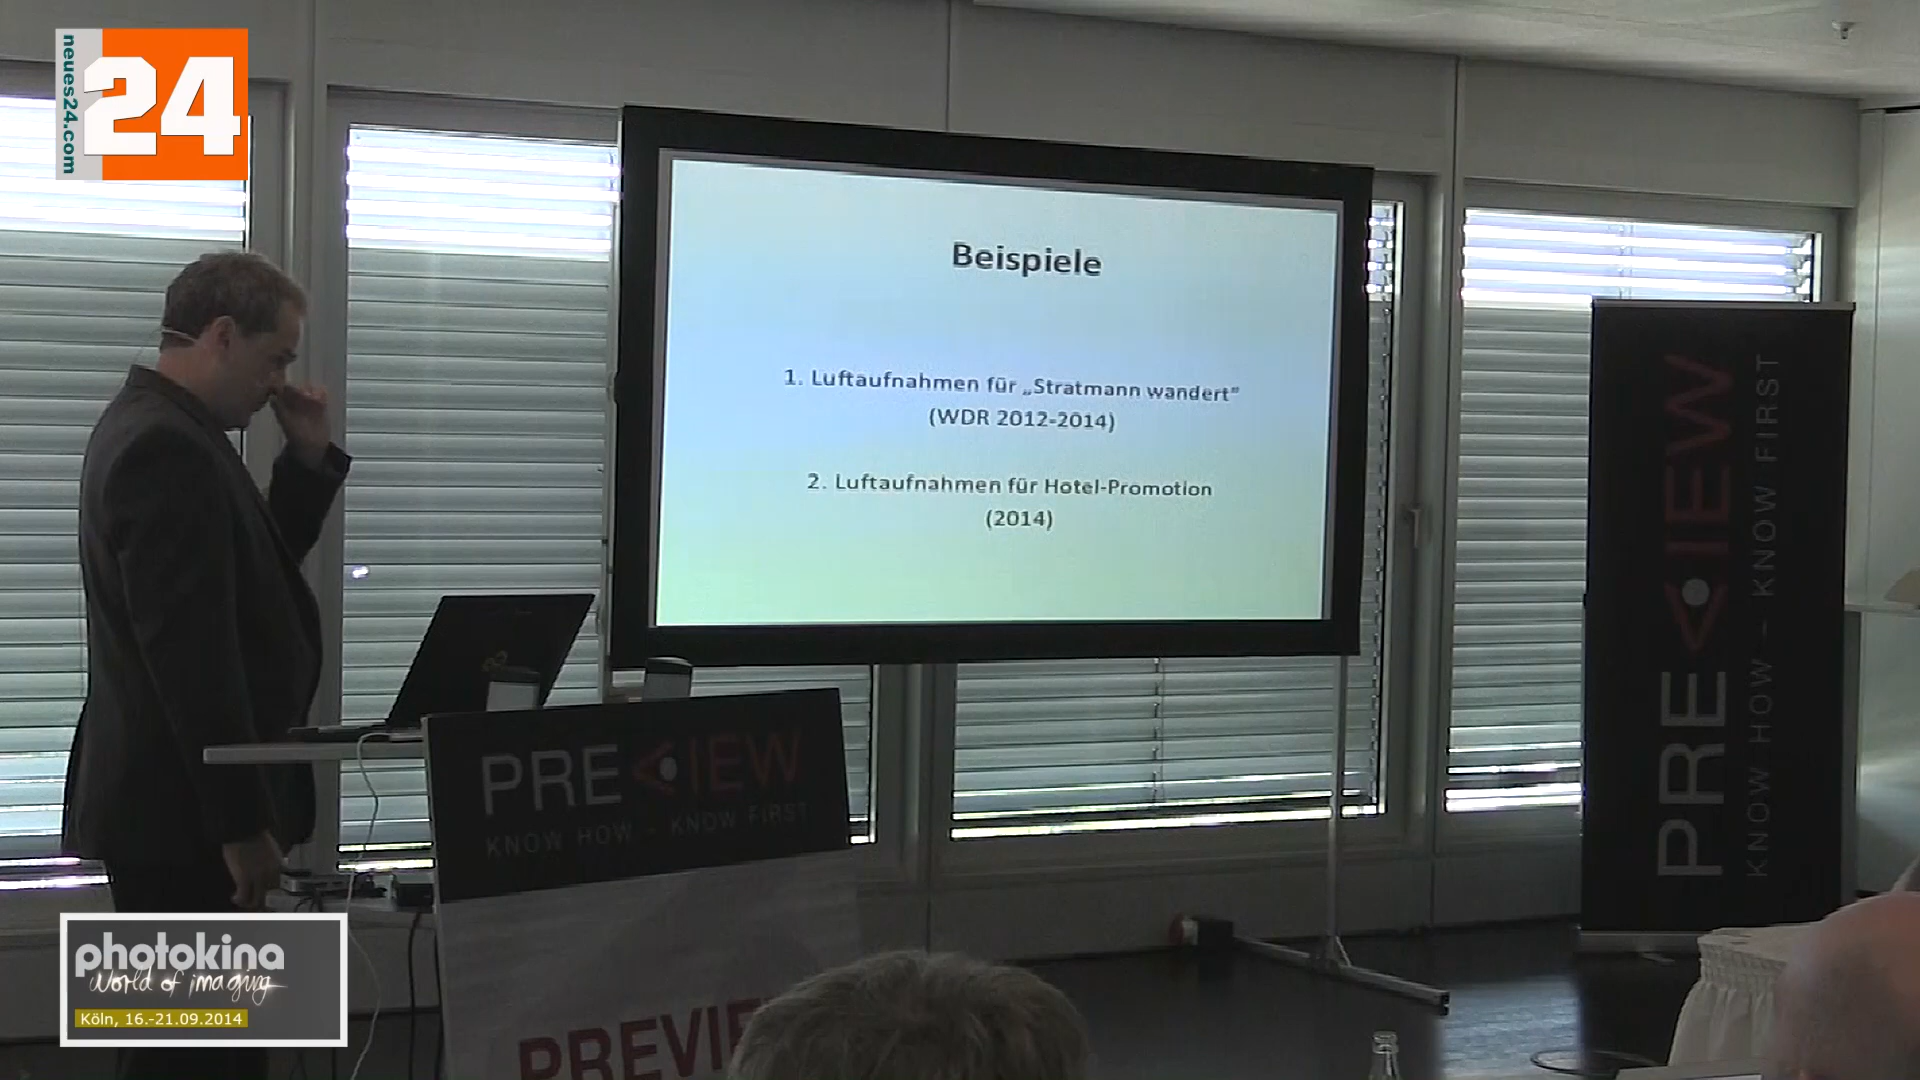 neues24.com
24
Beispiele
1. Luftaufnahmen für „Stratmann wandert“
(WDR 2012-2014)
2. Luftaufnahmen für Hotel-Promotion
(2014)
PREVIEW
KNOW HOW – KNOW FIRST
PREVIEW
KNOW HOW – KNOW FIRST
PREVIE
photokina
world of imaging
Köln, 16.-21.09.2014